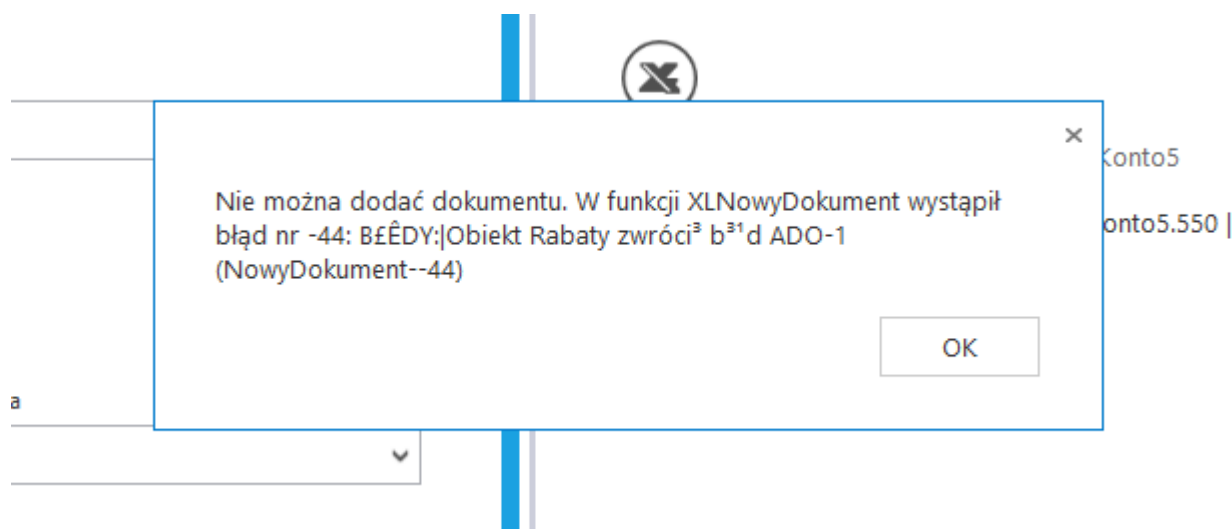 Konto5
Nie można dodać dokumentu. W funkcji XLNowyDokument wystąpił
błąd nr -44: B£ÊDY:|Obiekt Rabaty zwróci³ b³¹d ADO-1
(NowyDokument--44)
onto5.550 |
OK
a